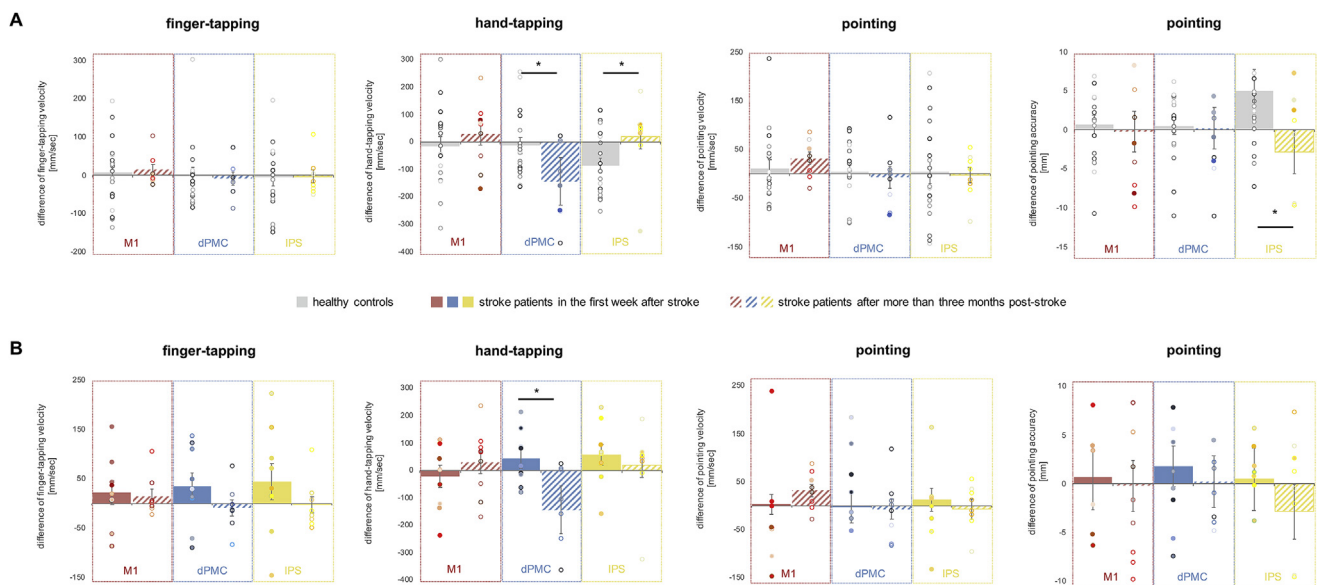 A
finger-tapping
hand-tapping
pointing
pointing
difference of finger-tapping velocity
[mm/sec]
300
200
100
0
-100
-200
M1
dPMC
IPS
difference of hand-tapping velocity
[mm/sec]
300
200
100
0
-100
-200
-300
-400
*
*
M1
dPMC
IPS
difference of pointing velocity
[mm/sec]
250
150
50
-50
-150
M1
dPMC
IPS
difference of pointing accuracy
[mm]
10
5
0
-5
-10
-15
*
M1
dPMC
IPS
healthy controls
stroke patients in the first week after stroke
stroke patients after more than three months post-stroke
B
finger-tapping
hand-tapping
pointing
pointing
difference of finger-tapping velocity
[mm/sec]
250
150
50
-50
-150
M1
dPMC
IPS
difference of hand-tapping velocity
[mm/sec]
300
200
100
0
-100
-200
-300
-400
*
M1
dPMC
IPS
difference of pointing velocity
[mm/sec]
250
150
50
-50
-150
M1
dPMC
IPS
difference of pointing accuracy
[mm]
10
5
0
-5
-10
M1
dPMC
IPS